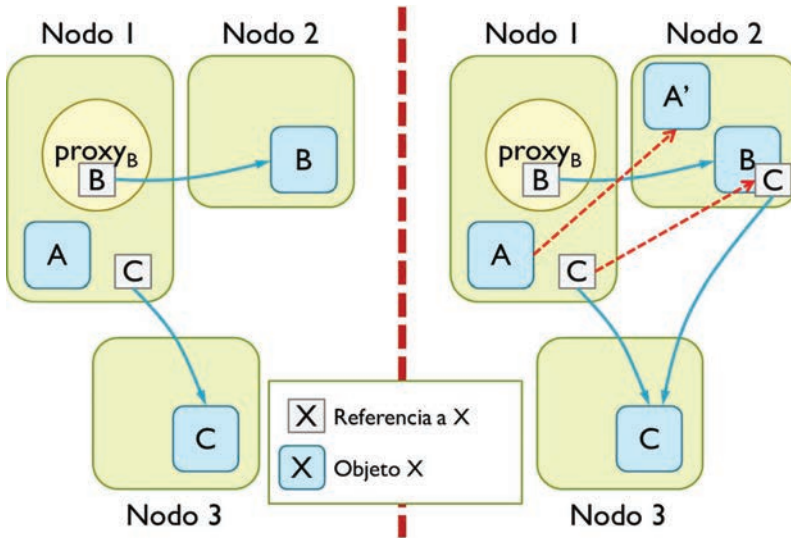 Nodo 1
Nodo 2
proxyB
B
B
A
C
C
Nodo 3
Nodo 1
Nodo 2
A'
proxyB
B
B
C
A
C
C
Nodo 3
X Referencia a X
X Objeto X